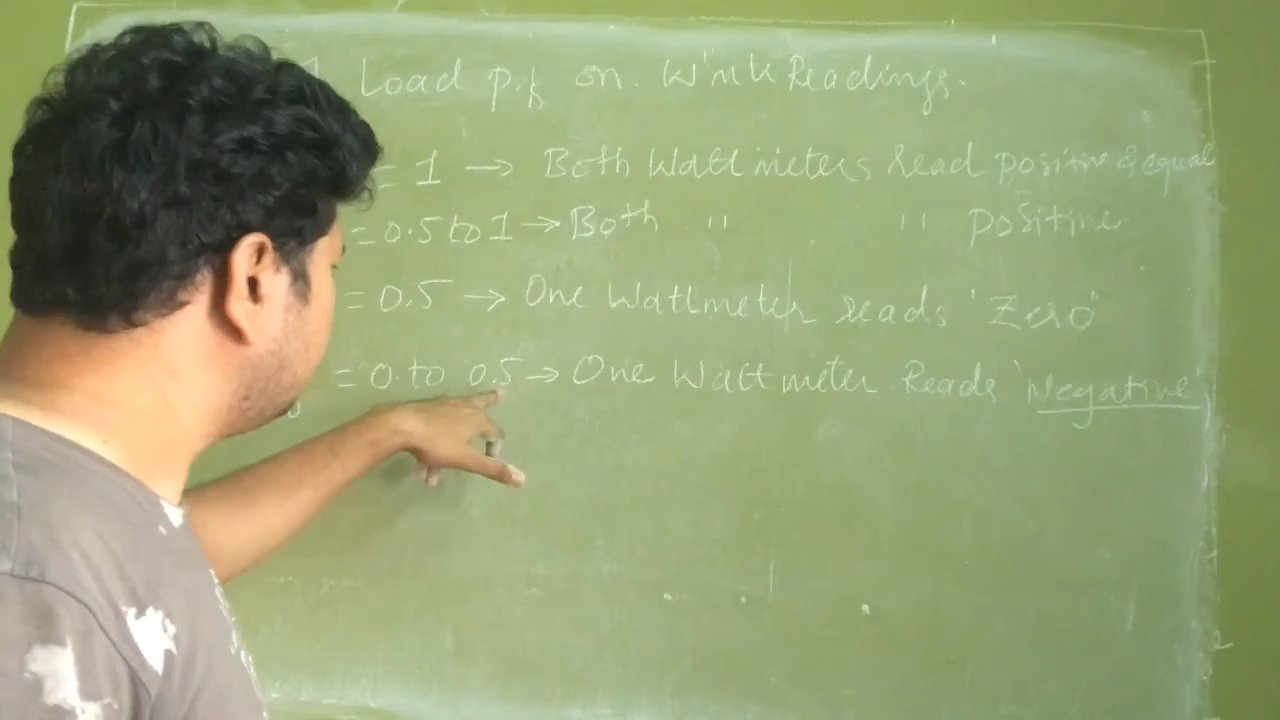 Load p.f on. Readings.
= 1 → Both Wattmeters read positive & equal
= 0.5 to 1 → Both " " positive
= 0.5 → One Wattmeter reads 'Zero'
= 0. to 0.5 → One Wattmeter Reads 'Negative'